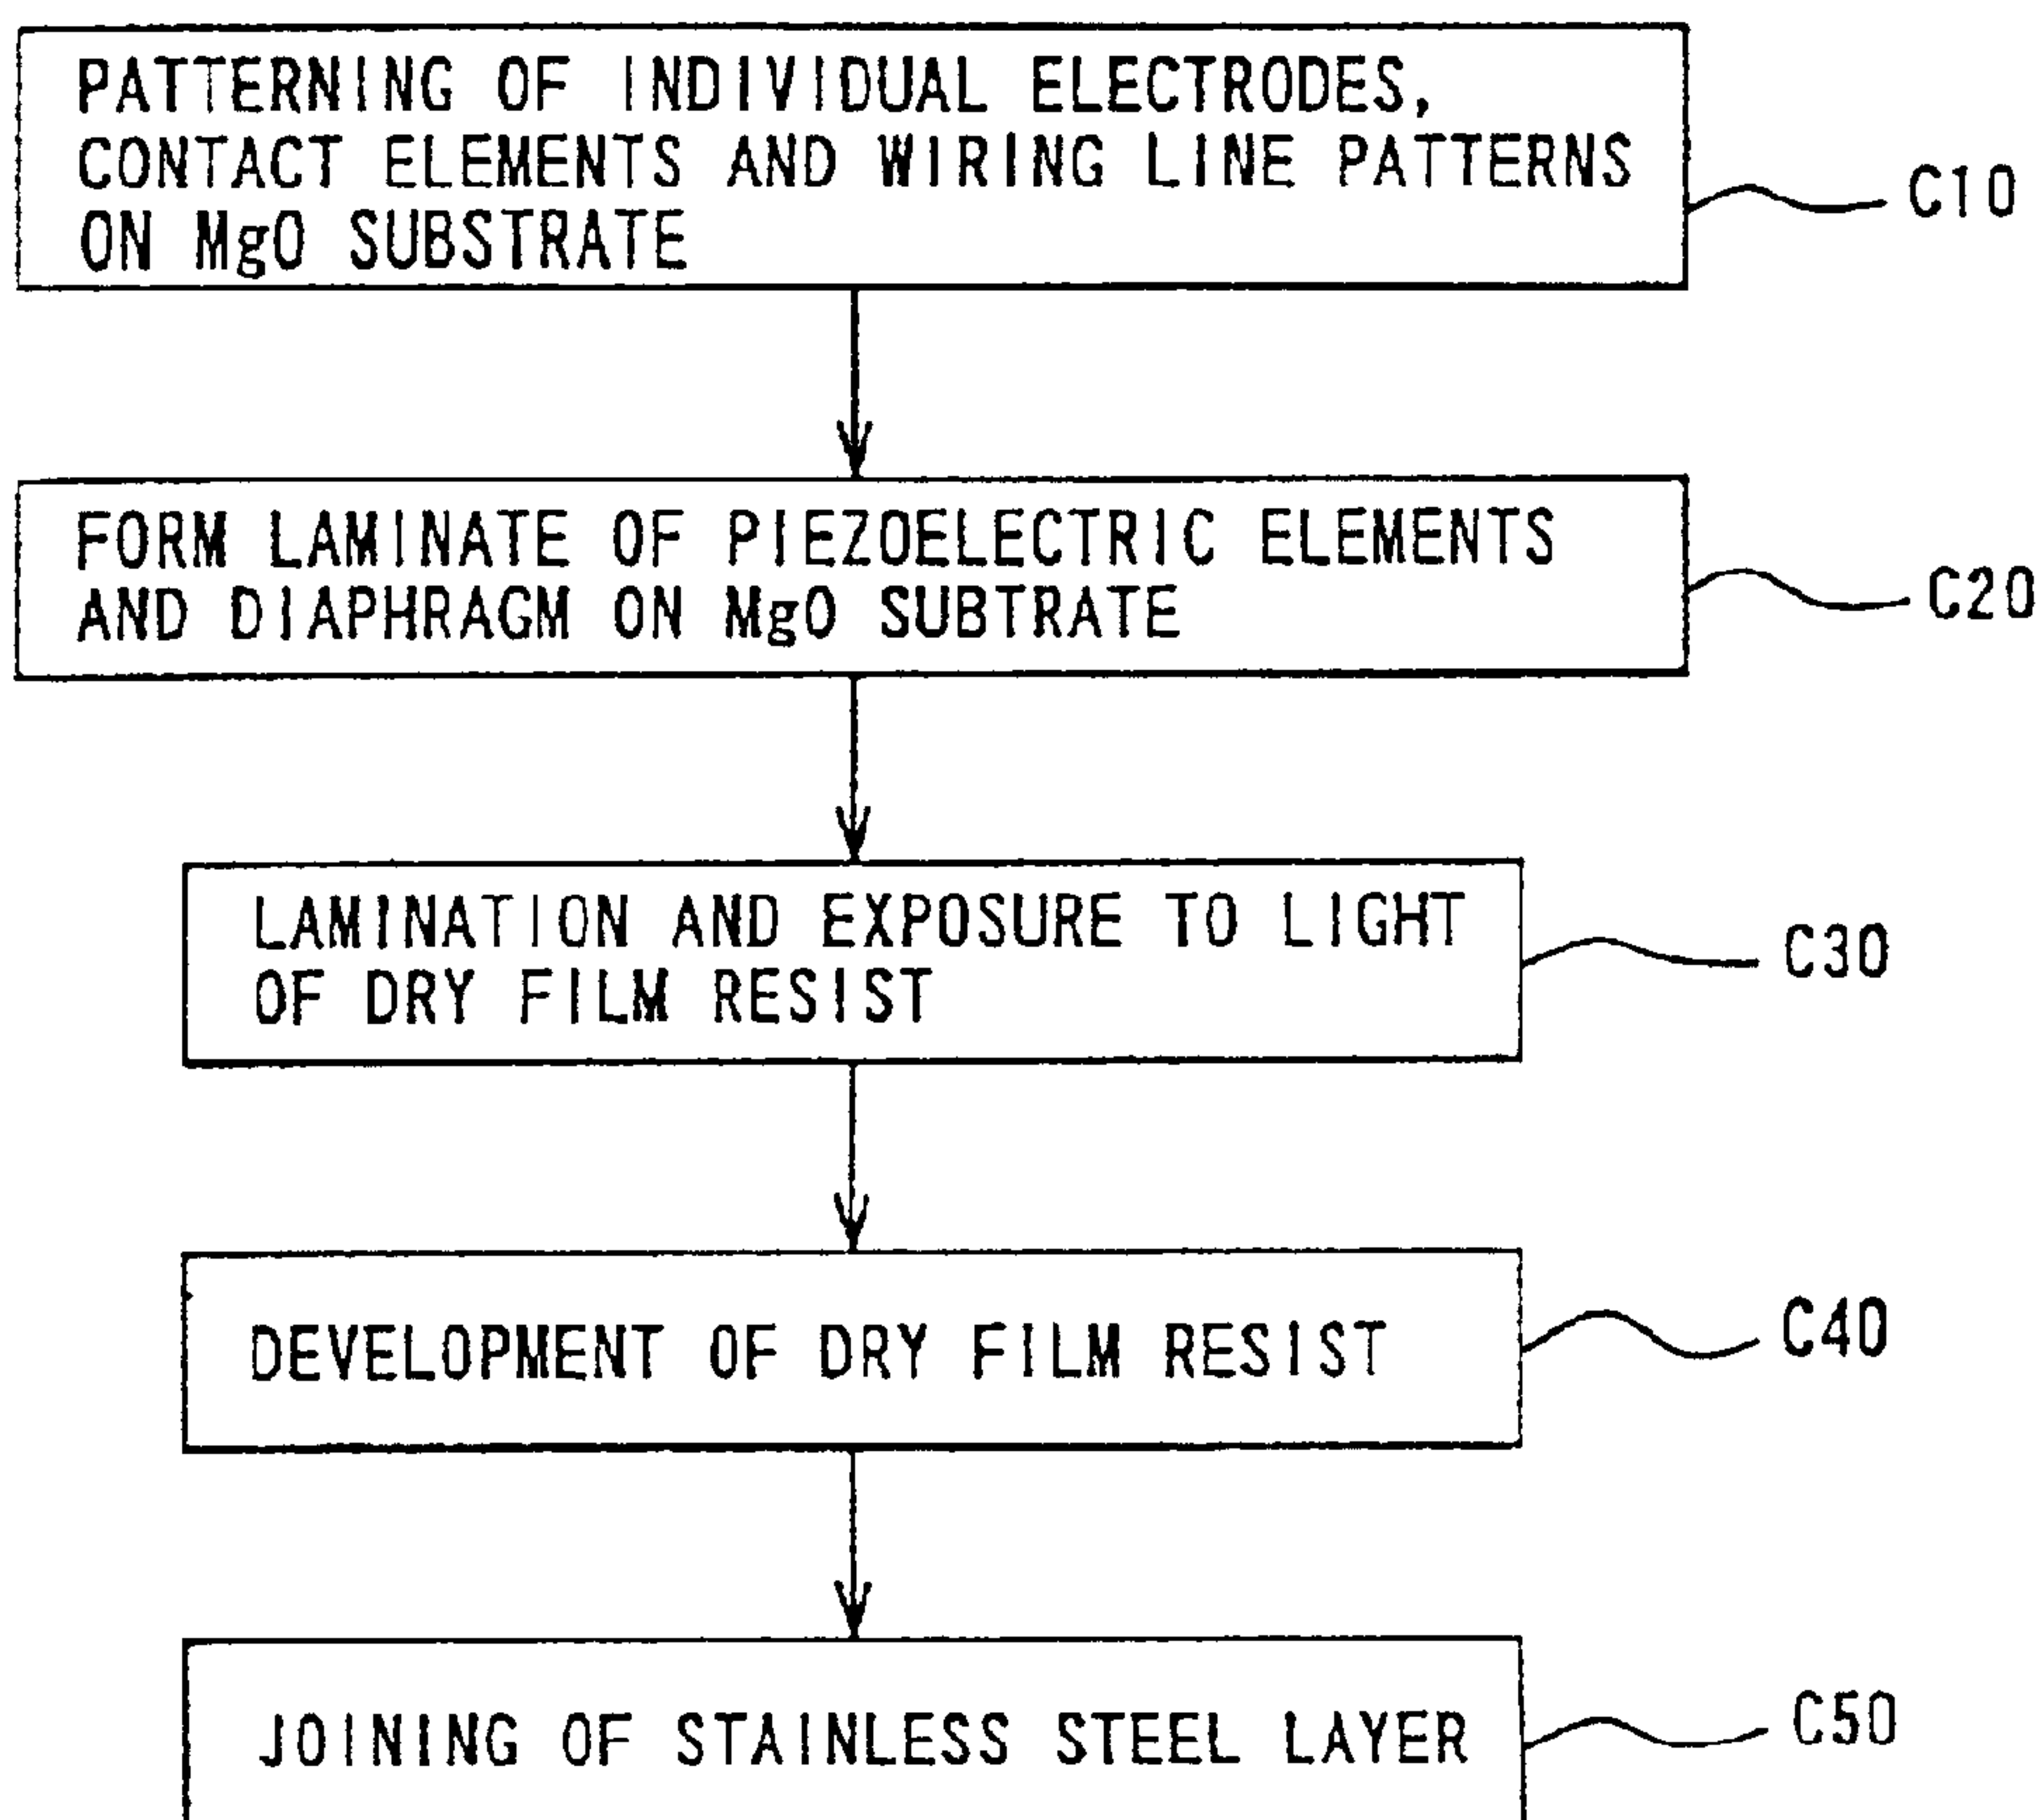 PATTERNING OF INDIVIDUAL ELECTRODES,
CONTACT ELEMENTS AND WIRING LINE PATTERNS
ON MgO SUBSTRATE
C10
FORM LAMINATE OF PIEZOELECTRIC ELEMENTS
AND DIAPHRAGM ON MgO SUBTRATE
C20
LAMINATION AND EXPOSURE TO LIGHT
OF DRY FILM RESIST
C30
DEVELOPMENT OF DRY FILM RESIST
C40
JOINING OF STAINLESS STEEL LAYER
C50